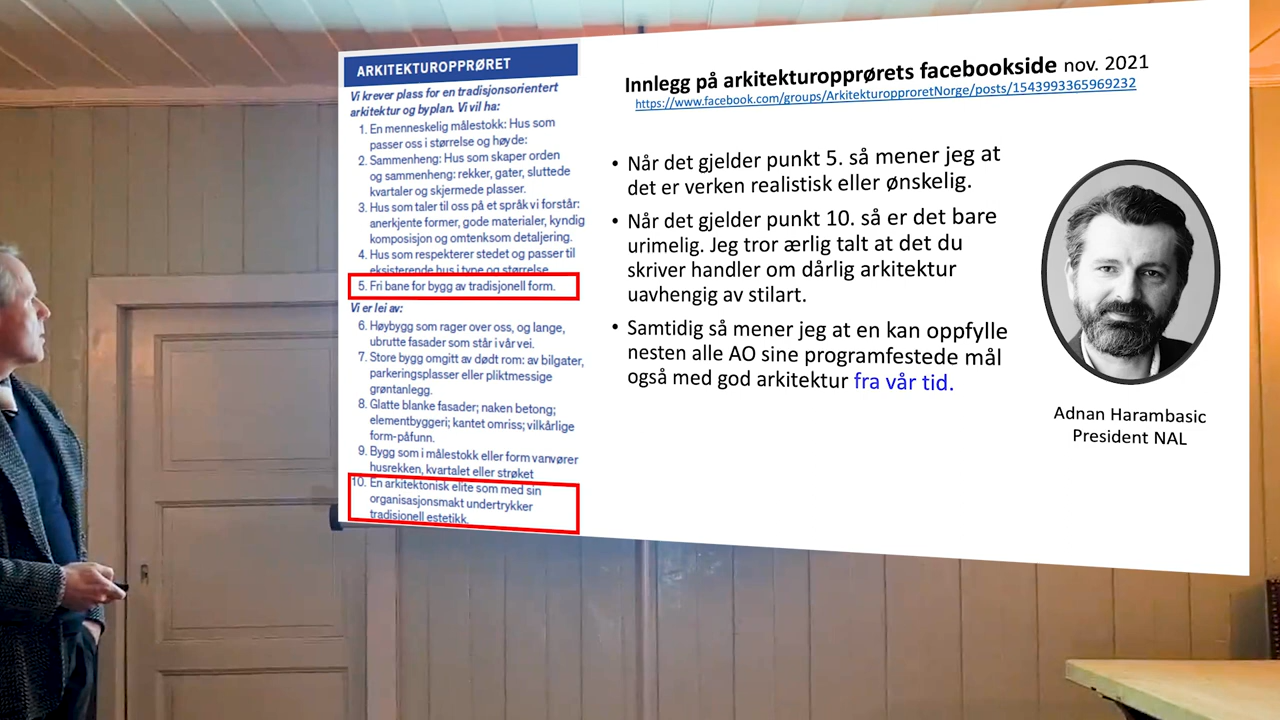 ARKITEKTUROPPRØRET
Vi krever plass for en tradisjonsorientert
arkitektur og byplan. Vi vil ha:
1. En menneskelig målestokk: Hus som
passer oss i størrelse og høyde:
2. Sammenheng: Hus som skaper orden
og sammenheng: rekker, gater, sluttede
kvartaler og skjermede plasser.
3. Hus som taler til oss på et språk vi forstår:
anerkjente former, gode materialer, kyndig
komposisjon og omtenksom detaljering.
4. Hus som respekterer stedet og passer til
eksisterende hus i type og størrelse
5. Fri bane for bygg av tradisjonell form.
Vi er lei av:
6. Høybygg som rager over oss, og lange,
ubrutte fasader som står i vår vei.
7. Store bygg omgitt av dødt rom: av bilgater,
parkeringsplasser eller pliktmessige
grøntanlegg.
8. Glatte blanke fasader; naken betong;
elementbyggeri; kantet omriss; vilkårlige
form-påfunn.
9. Bygg som i målestokk eller form vanvører
husrekken, kvartalet eller strøket
10. En arkitektonisk elite som med sin
organisasjonsmakt undertrykker
tradisjonell estetikk.
Innlegg på arkitekturopprørets facebookside nov. 2021
https://www.facebook.com/groups/ArkitekturopproretNorge/posts/1543993365969232
• Når det gjelder punkt 5. så mener jeg at
det er verken realistisk eller ønskelig.
• Når det gjelder punkt 10. så er det bare
urimelig. Jeg tror ærlig talt at det du
skriver handler om dårlig arkitektur
uavhengig av stilart.
• Samtidig så mener jeg at en kan oppfylle
nesten alle AO sine programfestede mål
også med god arkitektur fra vår tid.
Adnan Harambasic
President NAL